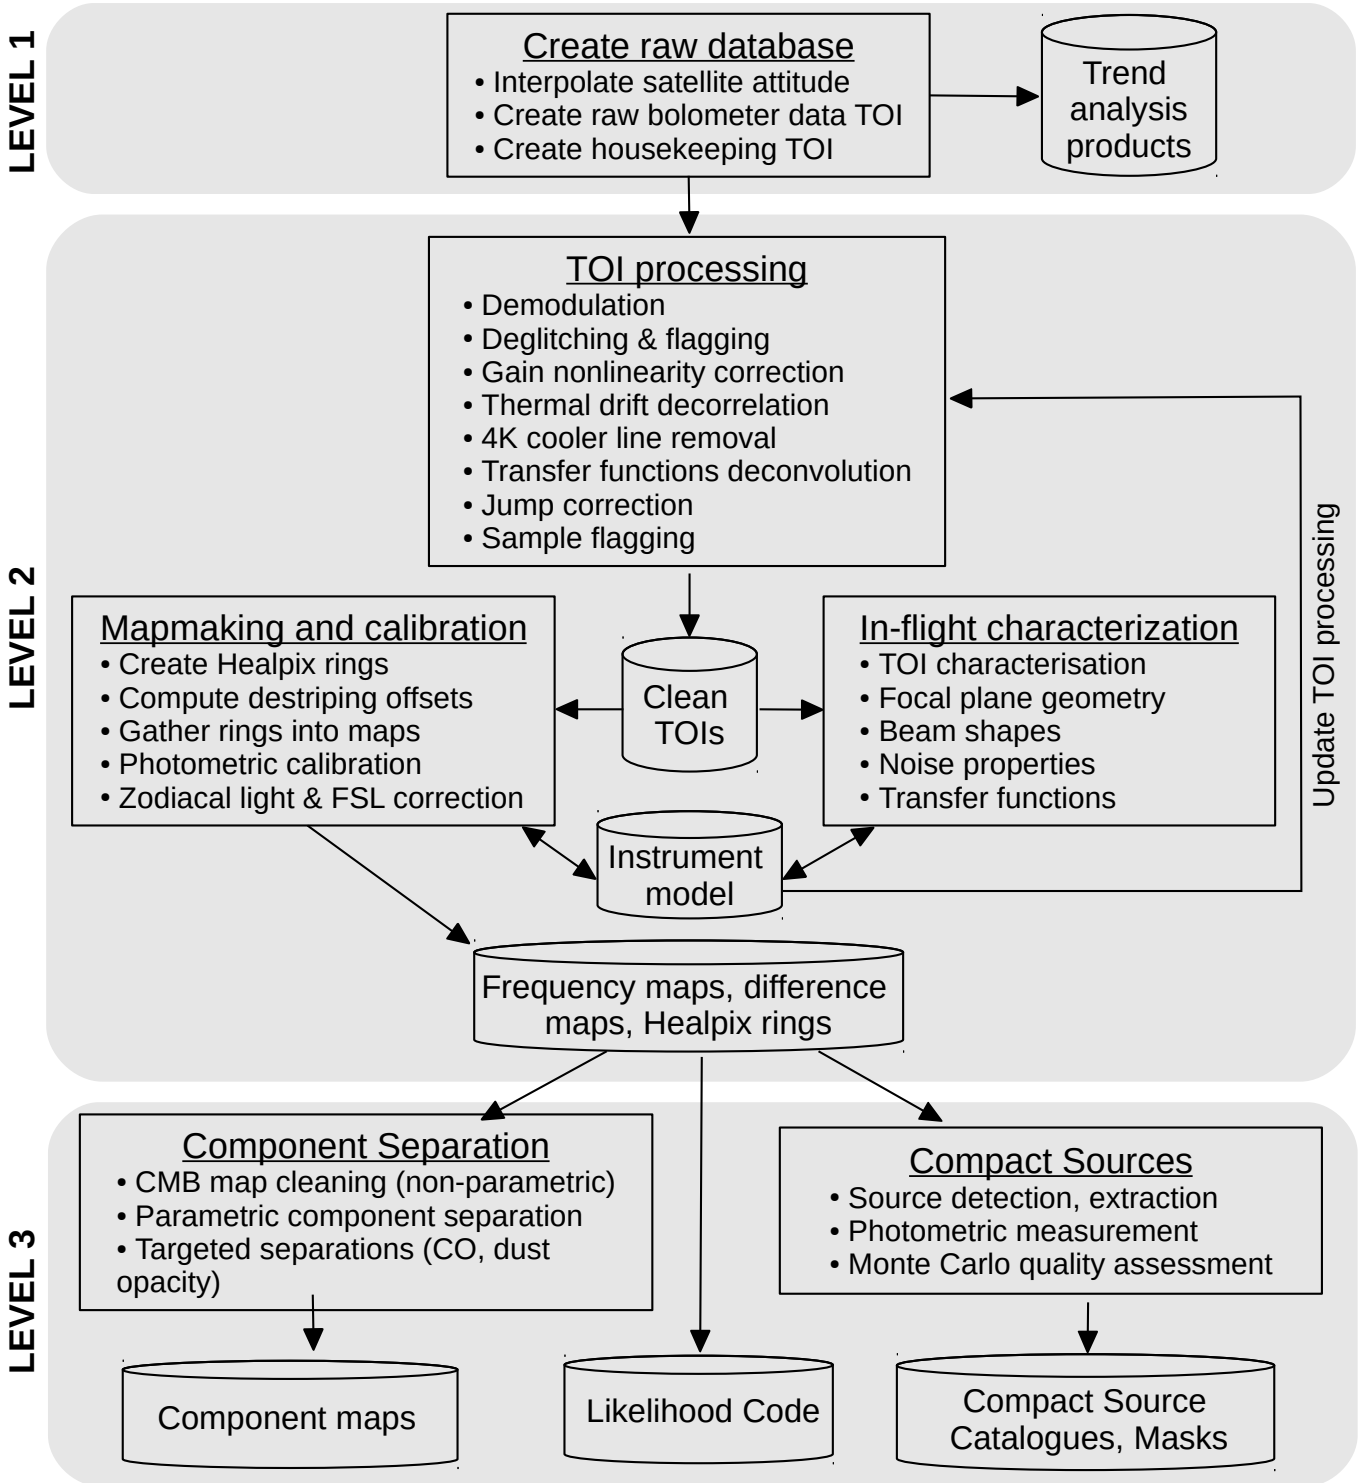 LEVEL 1
Create raw database
• Interpolate satellite attitude
• Create raw bolometer data TOI
• Create housekeeping TOI
Trend
analysis
products
LEVEL 2
TOI processing
• Demodulation
• Deglitching & flagging
• Gain nonlinearity correction
• Thermal drift decorrelation
• 4K cooler line removal
• Transfer functions deconvolution
• Jump correction
• Sample flagging
Update TOI processing
Mapmaking and calibration
• Create Healpix rings
• Compute destriping offsets
• Gather rings into maps
• Photometric calibration
• Zodiacal light & FSL correction
Clean
TOIs
In-flight characterization
• TOI characterisation
• Focal plane geometry
• Beam shapes
• Noise properties
• Transfer functions
Instrument
model
Frequency maps, difference
maps, Healpix rings
LEVEL 3
Component Separation
• CMB map cleaning (non-parametric)
• Parametric component separation
• Targeted separations (CO, dust
opacity)
Compact Sources
• Source detection, extraction
• Photometric measurement
• Monte Carlo quality assessment
Component maps
Likelihood Code
Compact Source
Catalogues, Masks